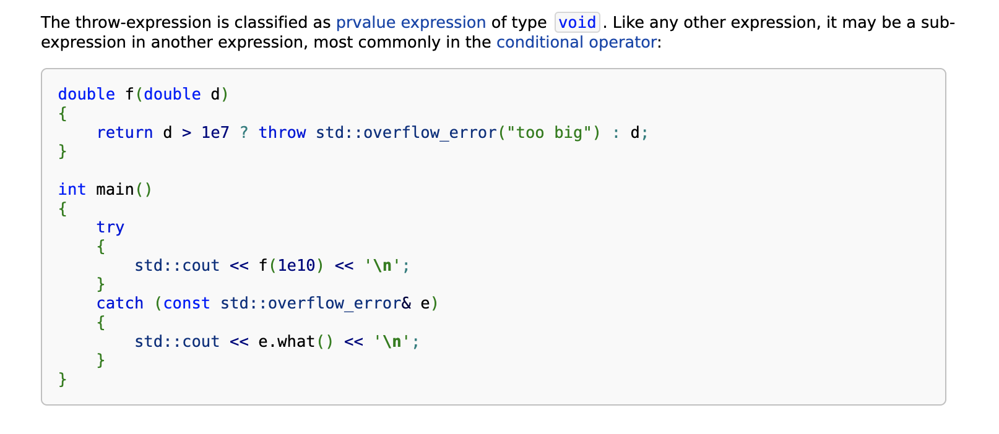 The throw-expression is classified as prvalue expression of type void. Like any other expression, it may be a sub-
expression in another expression, most commonly in the conditional operator:
double f(double d)
{
    return d > 1e7 ? throw std::overflow_error("too big") : d;
}
int main()
{
    try
    {
        std::cout << f(1e10) << '\n';
    }
    catch (const std::overflow_error& e)
    {
        std::cout << e.what() << '\n';
    }
}